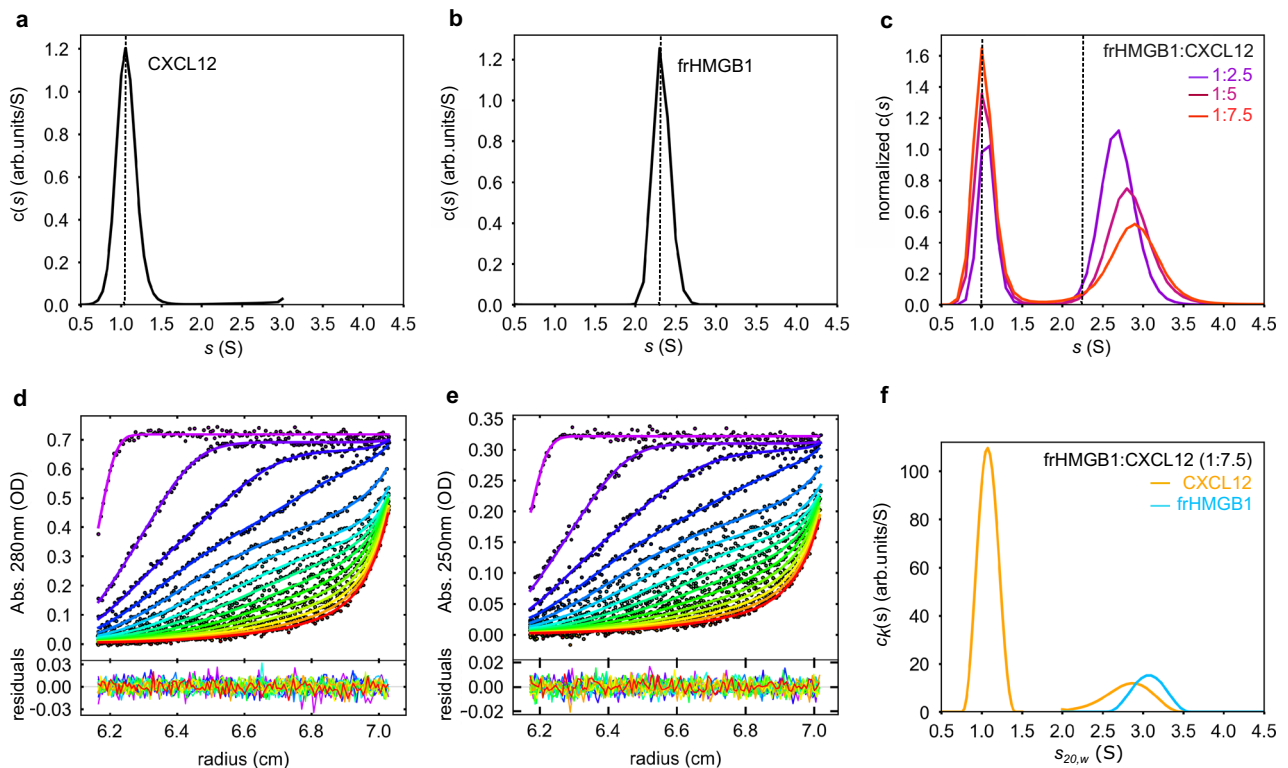 a
CXCL12
c(s) (arb.units/S)
1.2
1.0
0.8
0.6
0.4
0.2
0.0
0.5 1.0 1.5 2.0 2.5 3.0 3.5 4.0 4.5
s (S)
b
frHMGB1
c(s) (arb.units/S)
1.2
1.0
0.8
0.6
0.4
0.2
0.0
0.5 1.0 1.5 2.0 2.5 3.0 3.5 4.0 4.5
s (S)
c
frHMGB1:CXCL12
1:2.5
1:5
1:7.5
normalized c(s)
1.6
1.4
1.2
1.0
0.8
0.6
0.4
0.2
0.0
0.5 1.0 1.5 2.0 2.5 3.0 3.5 4.0 4.5
s (S)
d
Abs. 280nm (OD)
0.7
0.6
0.5
0.4
0.3
0.2
0.1
0.0
residuals
0.03
0.00
−0.03
6.2 6.4 6.6 6.8 7.0
radius (cm)
e
Abs. 250nm (OD)
0.35
0.30
0.25
0.20
0.15
0.10
0.05
0.00
residuals
0.02
0.00
−0.02
6.2 6.4 6.6 6.8 7.0
radius (cm)
f
frHMGB1:CXCL12 (1:7.5)
CXCL12
frHMGB1
ck(s) (arb.units/S)
100
80
60
40
20
0
0.5 1.0 1.5 2.0 2.5 3.0 3.5 4.0 4.5
s20,w (S)